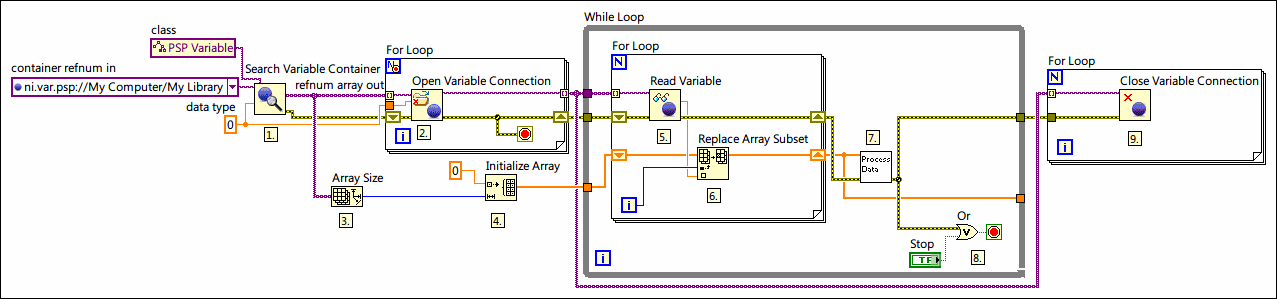 class
PSP Variable
container refnum in
ni.var.psp://My Computer/My Library
Search Variable Container
refnum array out
data type
0
1.
For Loop
N
Open Variable Connection
2.
i
Array Size
3.
0
Initialize Array
4.
While Loop
For Loop
N
Read Variable
5.
Replace Array Subset
6.
i
i
7.
Process
Data
Or
V
8.
Stop
TF
For Loop
N
Close Variable Connection
9.
i